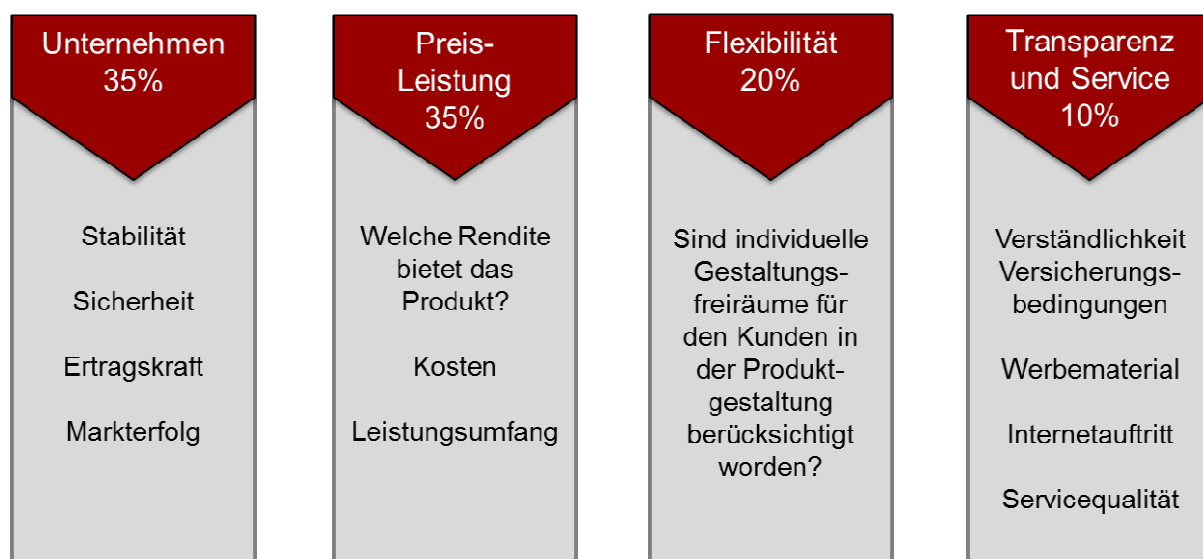 Unternehmen
35%
Stabilität
Sicherheit
Ertragskraft
Markterfolg
Preis-
Leistung
35%
Welche Rendite
bietet das
Produkt?
Kosten
Leistungsumfang
Flexibilität
20%
Sind individuelle
Gestaltungs-
freiräume für
den Kunden in
der Produkt-
gestaltung
berücksichtigt
worden?
Transparenz
und Service
10%
Verständlichkeit
Versicherungs-
bedingungen
Werbematerial
Internetauftritt
Servicequalität